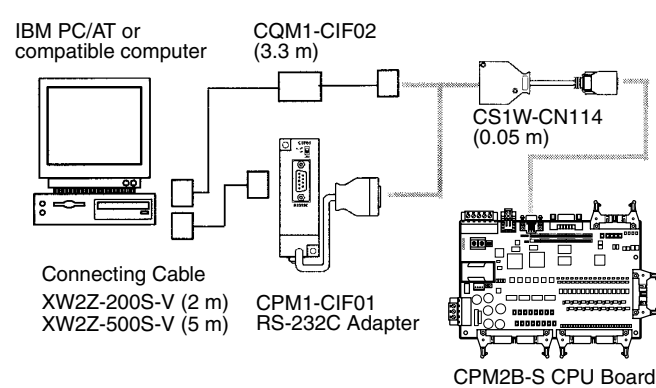 IBM PC/AT or
compatible computer
CQM1-CIF02
(3.3 m)
CS1W-CN114
(0.05 m)
Connecting Cable
XW2Z-200S-V (2 m)
XW2Z-500S-V (5 m)
CPM1-CIF01
RS-232C Adapter
CPM2B-S CPU Board